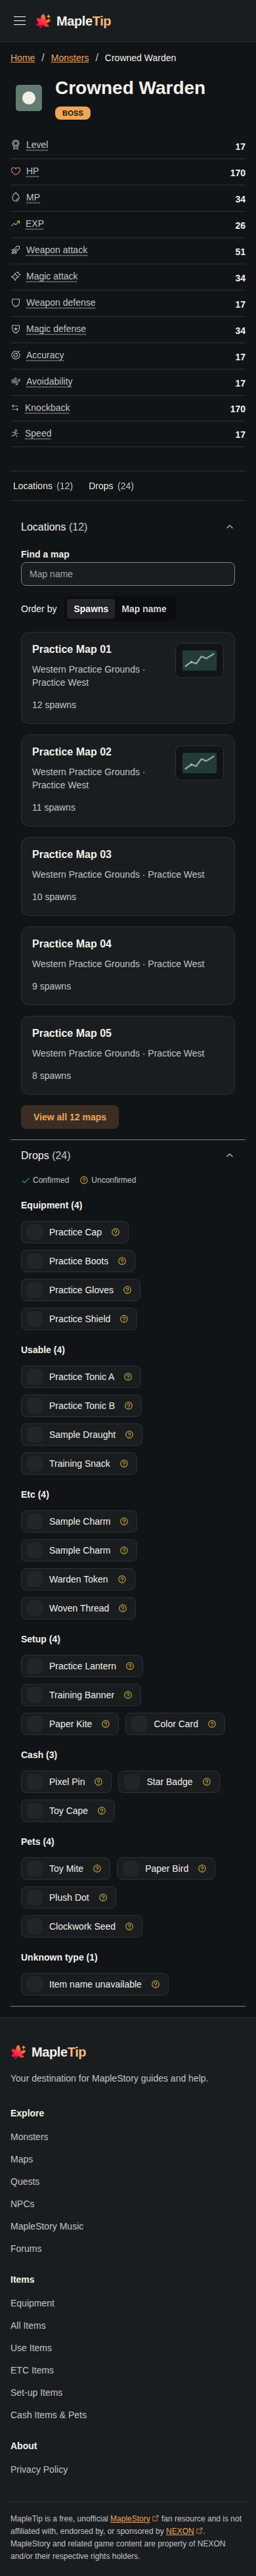 MapleTip
Home / Monsters / Crowned Warden
Crowned Warden
BOSS
Level 17
HP 170
MP 34
EXP 26
Weapon attack 51
Magic attack 34
Weapon defense 17
Magic defense 34
Accuracy 17
Avoidability 17
Knockback 170
Speed 17
Locations (12) Drops (24)
Locations (12)
Find a map
Map name
Order by Spawns Map name
Practice Map 01
Western Practice Grounds ·
Practice West
12 spawns
Practice Map 02
Western Practice Grounds ·
Practice West
11 spawns
Practice Map 03
Western Practice Grounds · Practice West
10 spawns
Practice Map 04
Western Practice Grounds · Practice West
9 spawns
Practice Map 05
Western Practice Grounds · Practice West
8 spawns
View all 12 maps
Drops (24)
Confirmed Unconfirmed
Equipment (4)
Practice Cap
Practice Boots
Practice Gloves
Practice Shield
Usable (4)
Practice Tonic A
Practice Tonic B
Sample Draught
Training Snack
Etc (4)
Sample Charm
Sample Charm
Warden Token
Woven Thread
Setup (4)
Practice Lantern
Training Banner
Paper Kite Color Card
Cash (3)
Pixel Pin Star Badge
Toy Cape
Pets (4)
Toy Mite Paper Bird
Plush Dot
Clockwork Seed
Unknown type (1)
Item name unavailable
MapleTip
Your destination for MapleStory guides and help.
Explore
Monsters
Maps
Quests
NPCs
MapleStory Music
Forums
Items
Equipment
All Items
Use Items
ETC Items
Set-up Items
Cash Items & Pets
About
Privacy Policy
MapleTip is a free, unofficial MapleStory fan resource and is not
affiliated with, endorsed by, or sponsored by NEXON.
MapleStory and related game content are property of NEXON
and/or their respective rights holders.